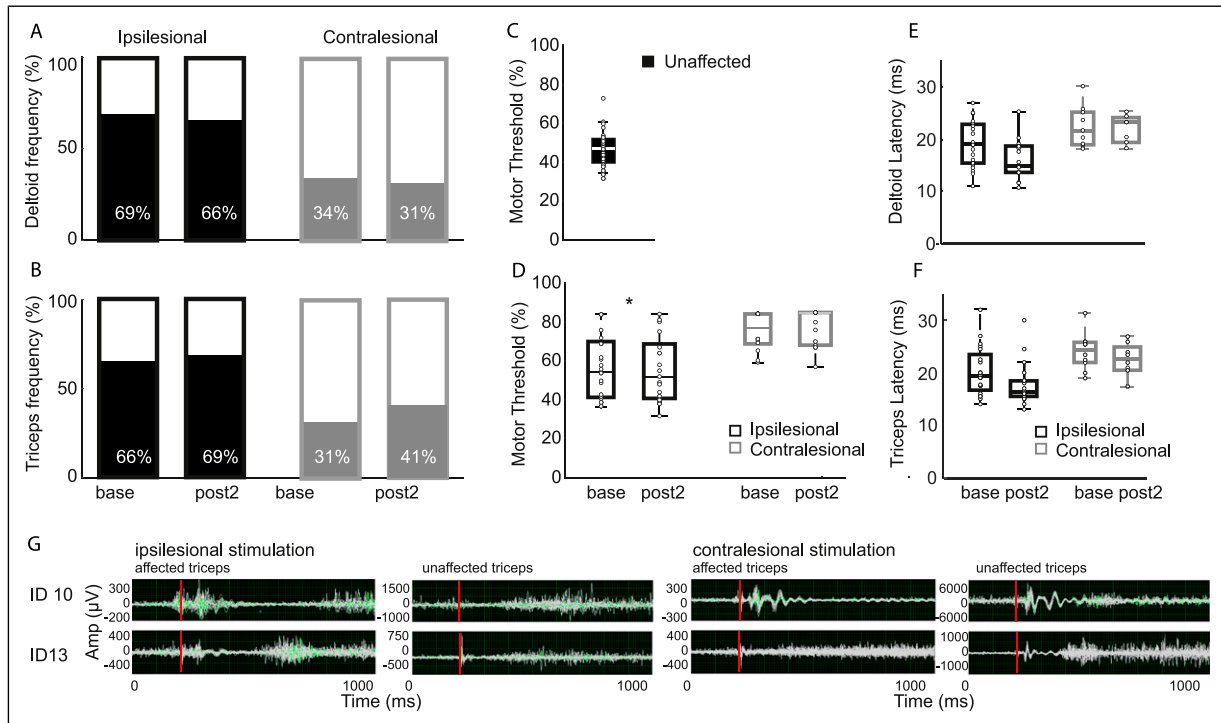 A
Ipsilesional
Contralesional
Deltoid frequency (%)
100
50
0
69%
66%
34%
31%
B
Triceps frequency (%)
100
50
0
66%
69%
31%
41%
base
post2
base
post2
C
Motor Threshold (%)
100
80
60
40
20
0
Unaffected
D
Motor Threshold (%)
100
80
60
40
20
0
*
Ipsilesional
Contralesional
base
post2
base
post2
E
Deltoid Latency (ms)
30
20
10
0
F
Triceps Latency (ms)
30
20
10
0
Ipsilesional
Contralesional
base post2
base post2
G
ipsilesional stimulation
contralesional stimulation
affected triceps
unaffected triceps
affected triceps
unaffected triceps
Amp (µV)
ID 10
300
0
-200
1500
0
-1000
300
0
-300
6000
0
-6000
ID13
400
0
-400
750
0
-500
400
0
-400
1000
0
-1000
0
1000
0
1000
0
1000
0
1000
Time (ms)
Time (ms)